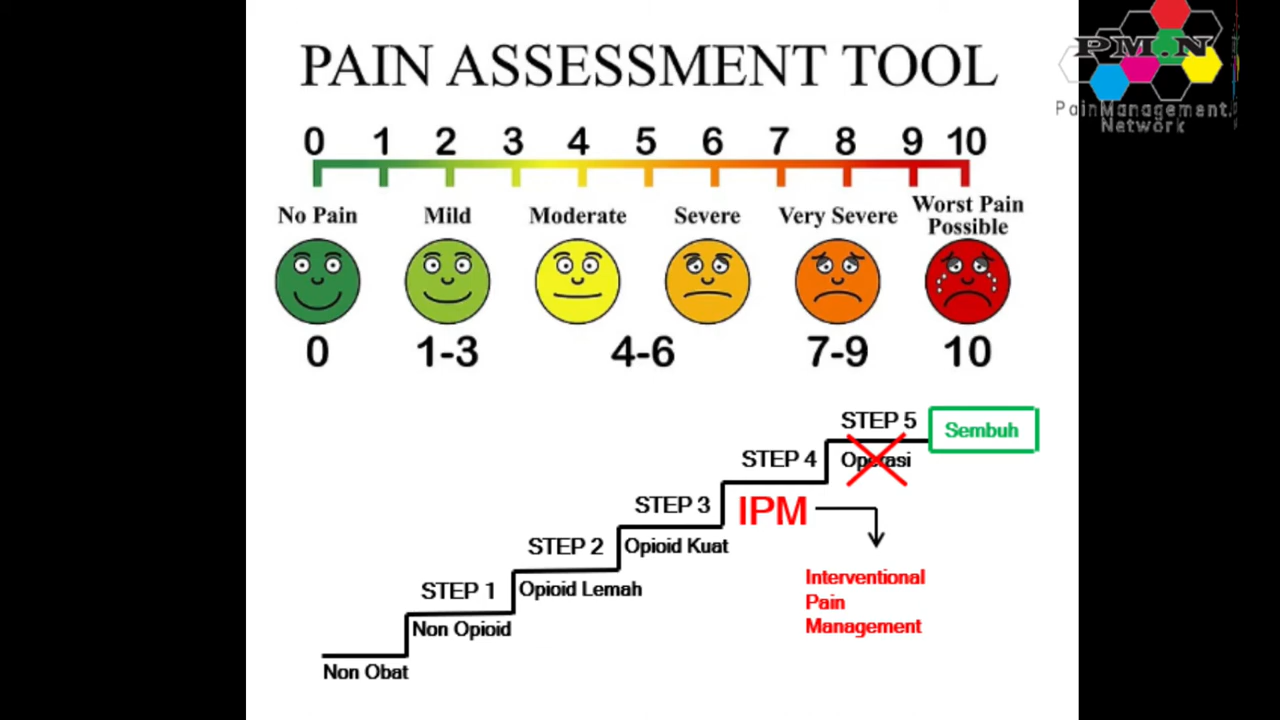 PAIN ASSESSMENT TOOL
PM.N
PainManagement.
Network
0 1 2 3 4 5 6 7 8 9 10
No Pain Mild Moderate Severe Very Severe Worst Pain
Possible
0 1-3 4-6 7-9 10
STEP 5
Sembuh
Operasi
STEP 4
IPM
STEP 3
Opioid Kuat
STEP 2
Opioid Lemah
STEP 1
Non Opioid
Non Obat
Interventional
Pain
Management